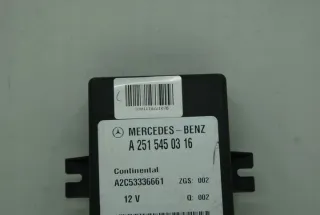 MERCEDES-BENZ
A 251 545 03 16
Continental
A2C53336661 ZGS: 002
12 V Q: 002